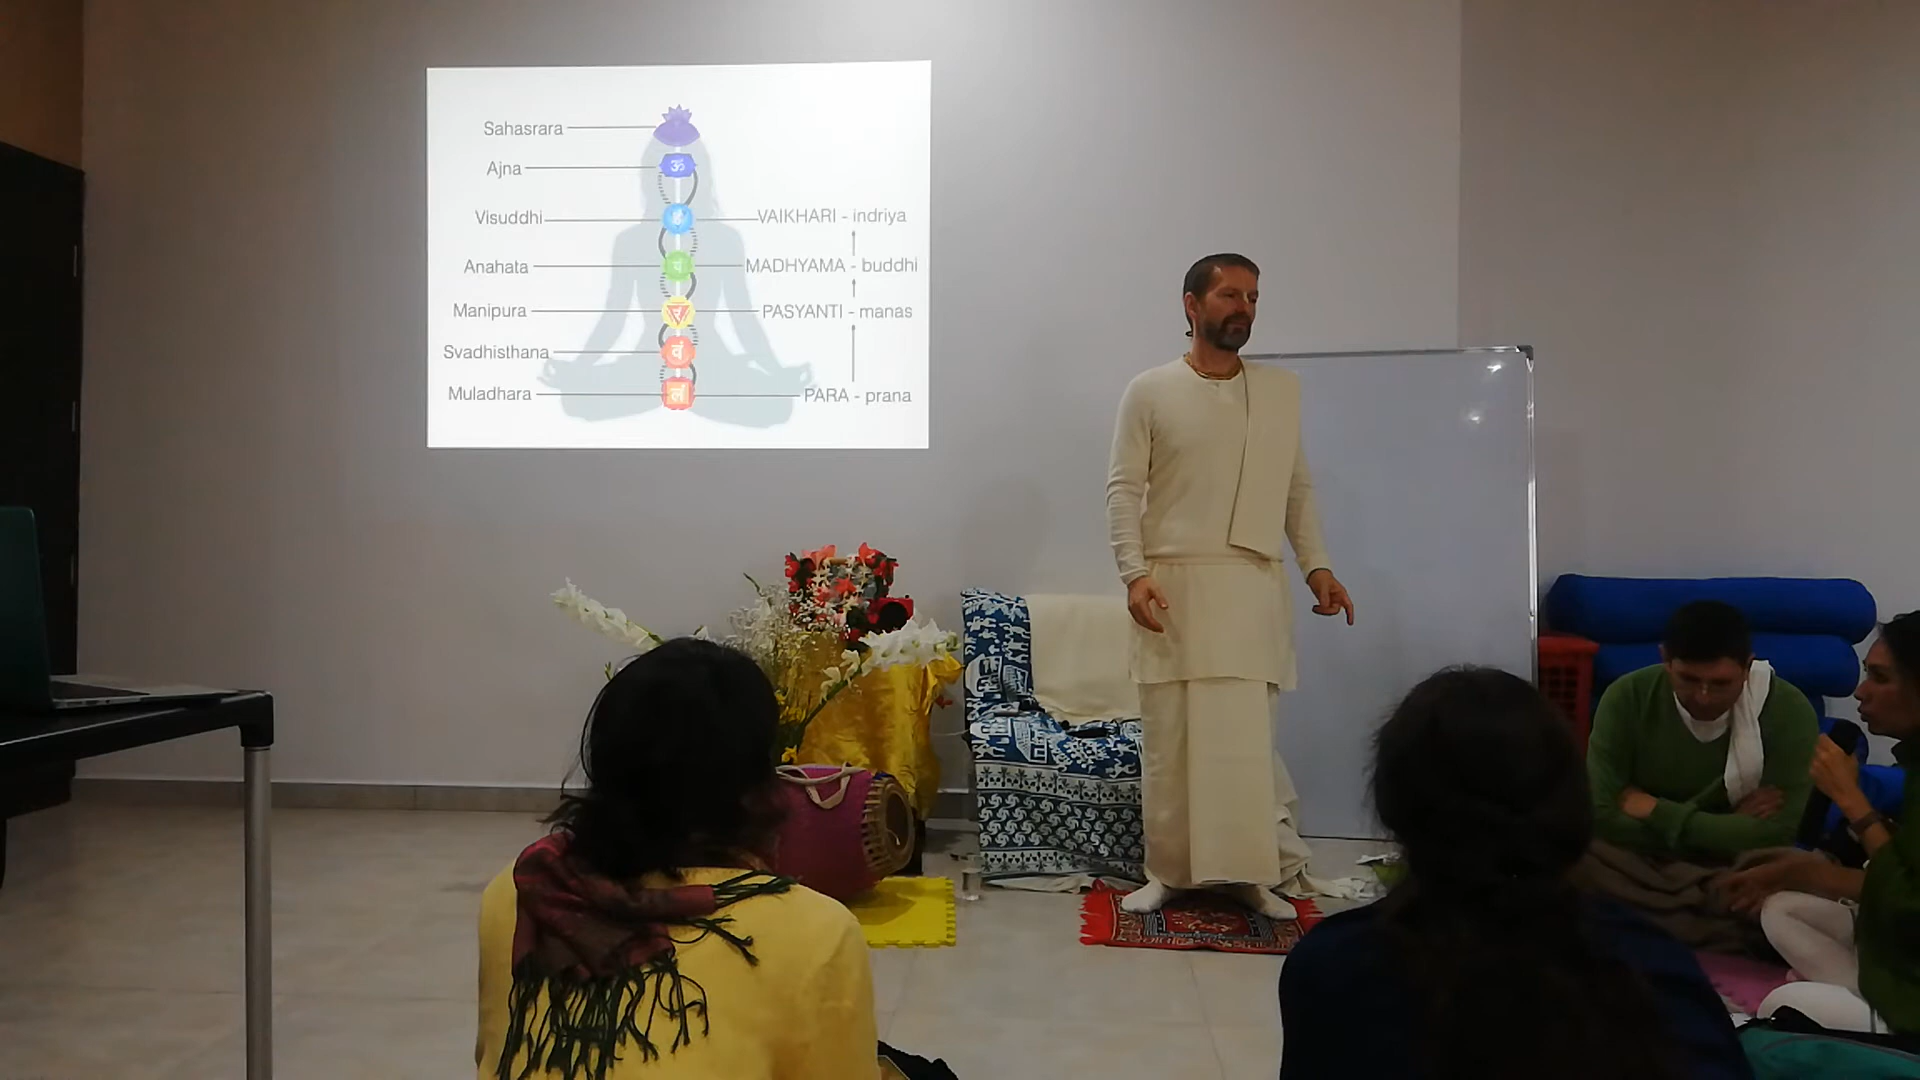 Sahasrara
Ajna ॐ
Visuddhi हं VAIKHARI - indriya
Anahata यं MADHYAMA - buddhi
Manipura रं PASYANTI - manas
Svadhisthana वं
Muladhara लं PARA - prana